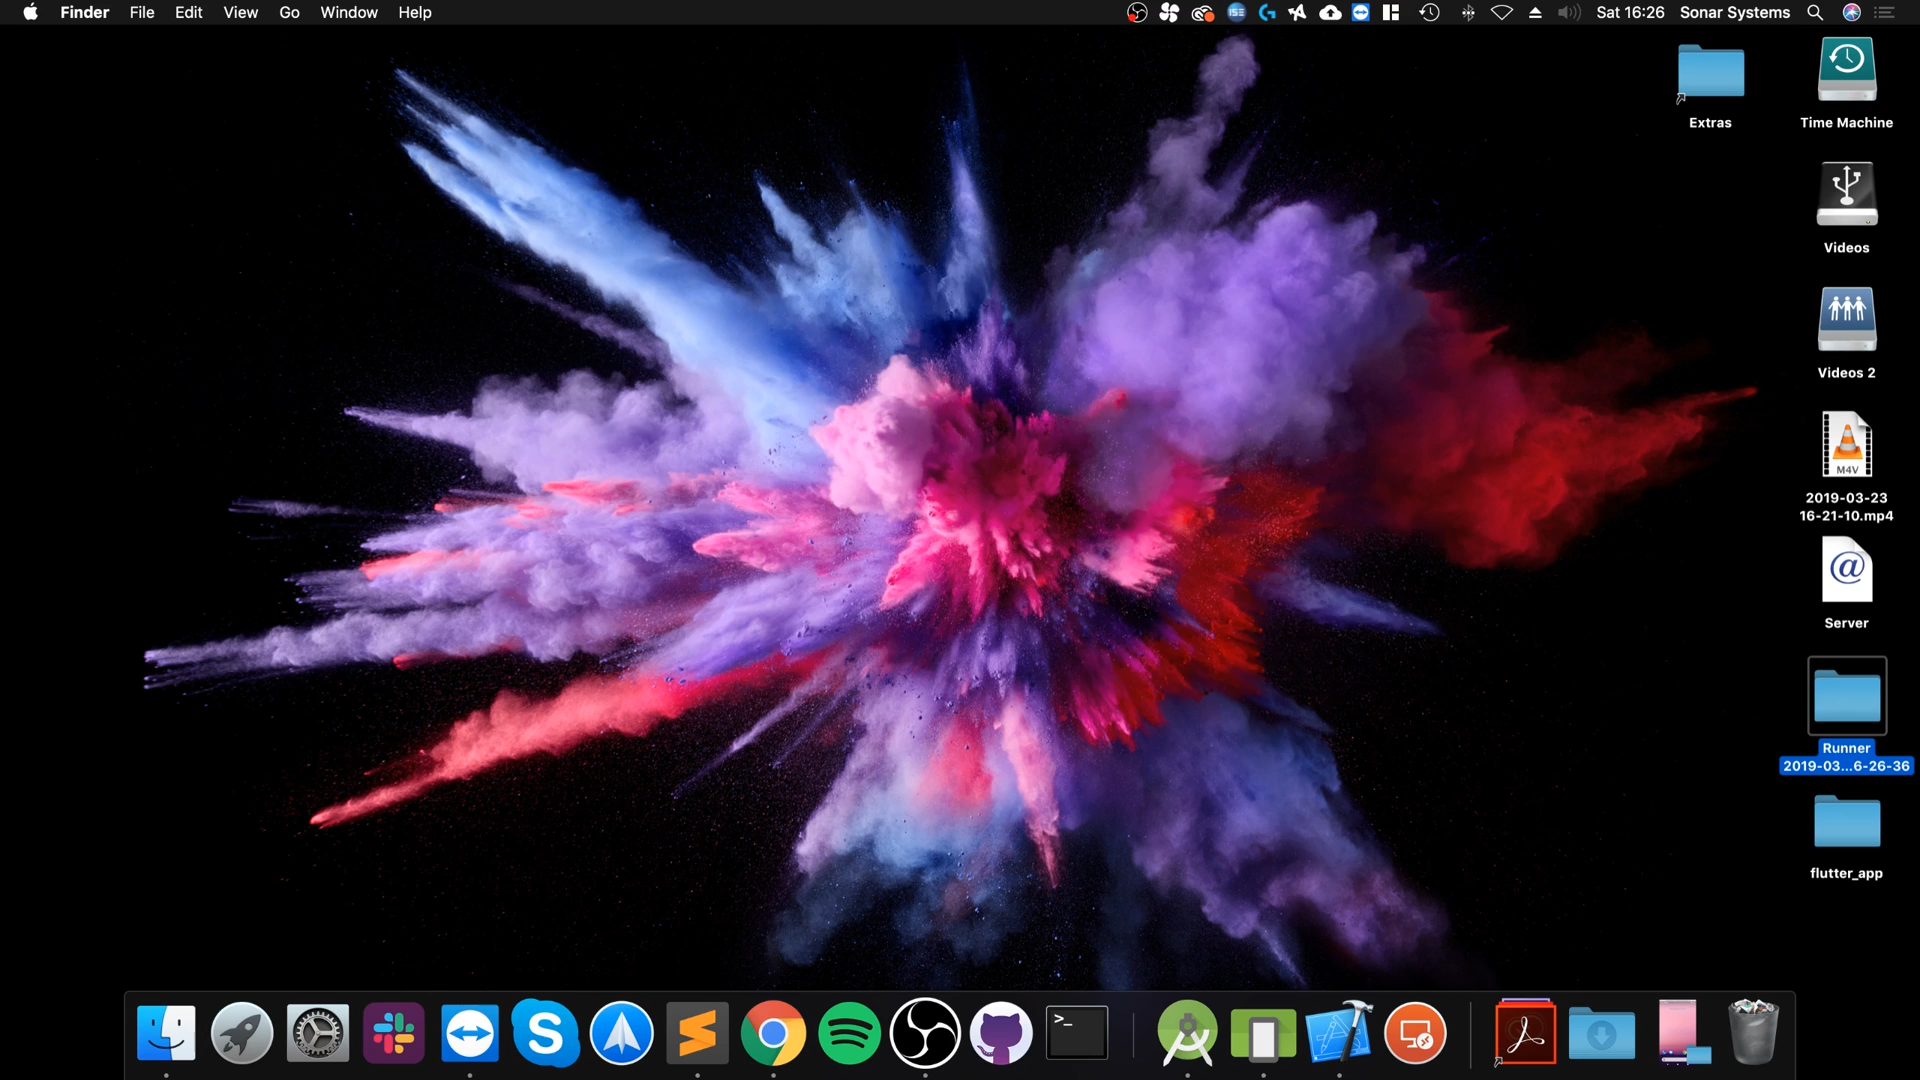 Finder File Edit View Go Window Help
ISE Sat 16:26 Sonar Systems
Extras
Time Machine
Videos
Videos 2
M4V
2019-03-23
16-21-10.mp4
@
Server
Runner
2019-03...6-26-36
flutter_app
S
>_